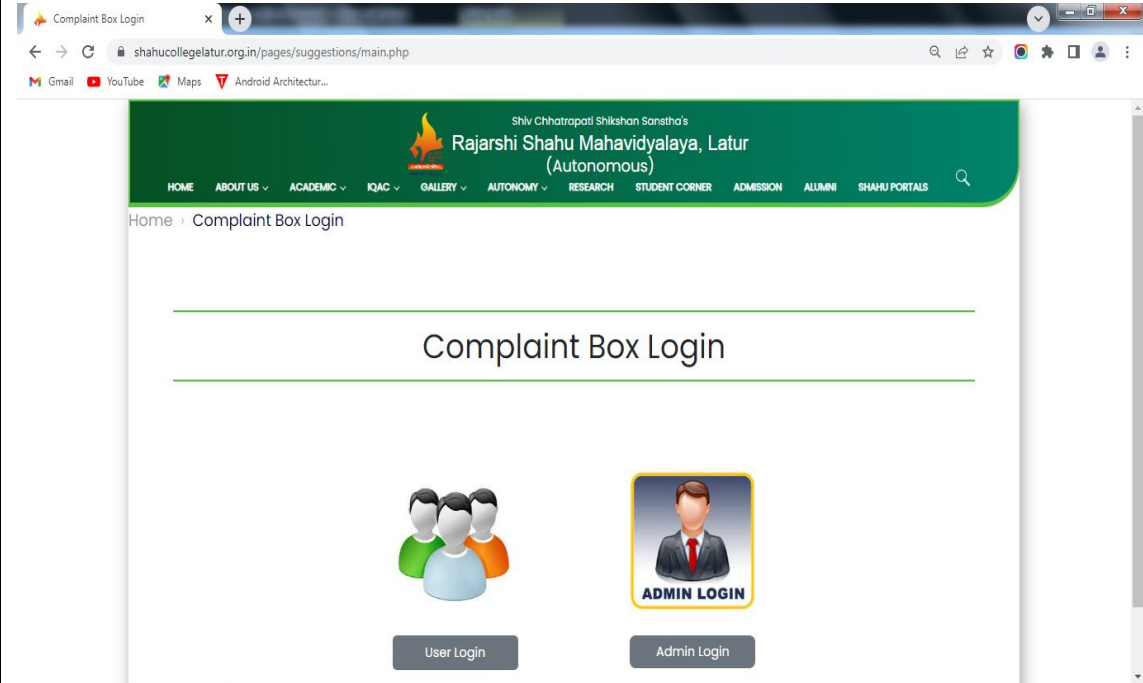 Complaint Box Login
shahucollegelatur.org.in/pages/suggestions/main.php
Gmail YouTube Maps Android Architectur...
Shiv Chhatrapati Shikshan Sanstha's
Rajarshi Shahu Mahavidyalaya, Latur
(Autonomous)
HOME ABOUT US ACADEMIC IQAC GALLERY AUTONOMY RESEARCH STUDENT CORNER ADMISSION ALUMNI SHAHU PORTALS
Home › Complaint Box Login
Complaint Box Login
ADMIN LOGIN
User Login Admin Login